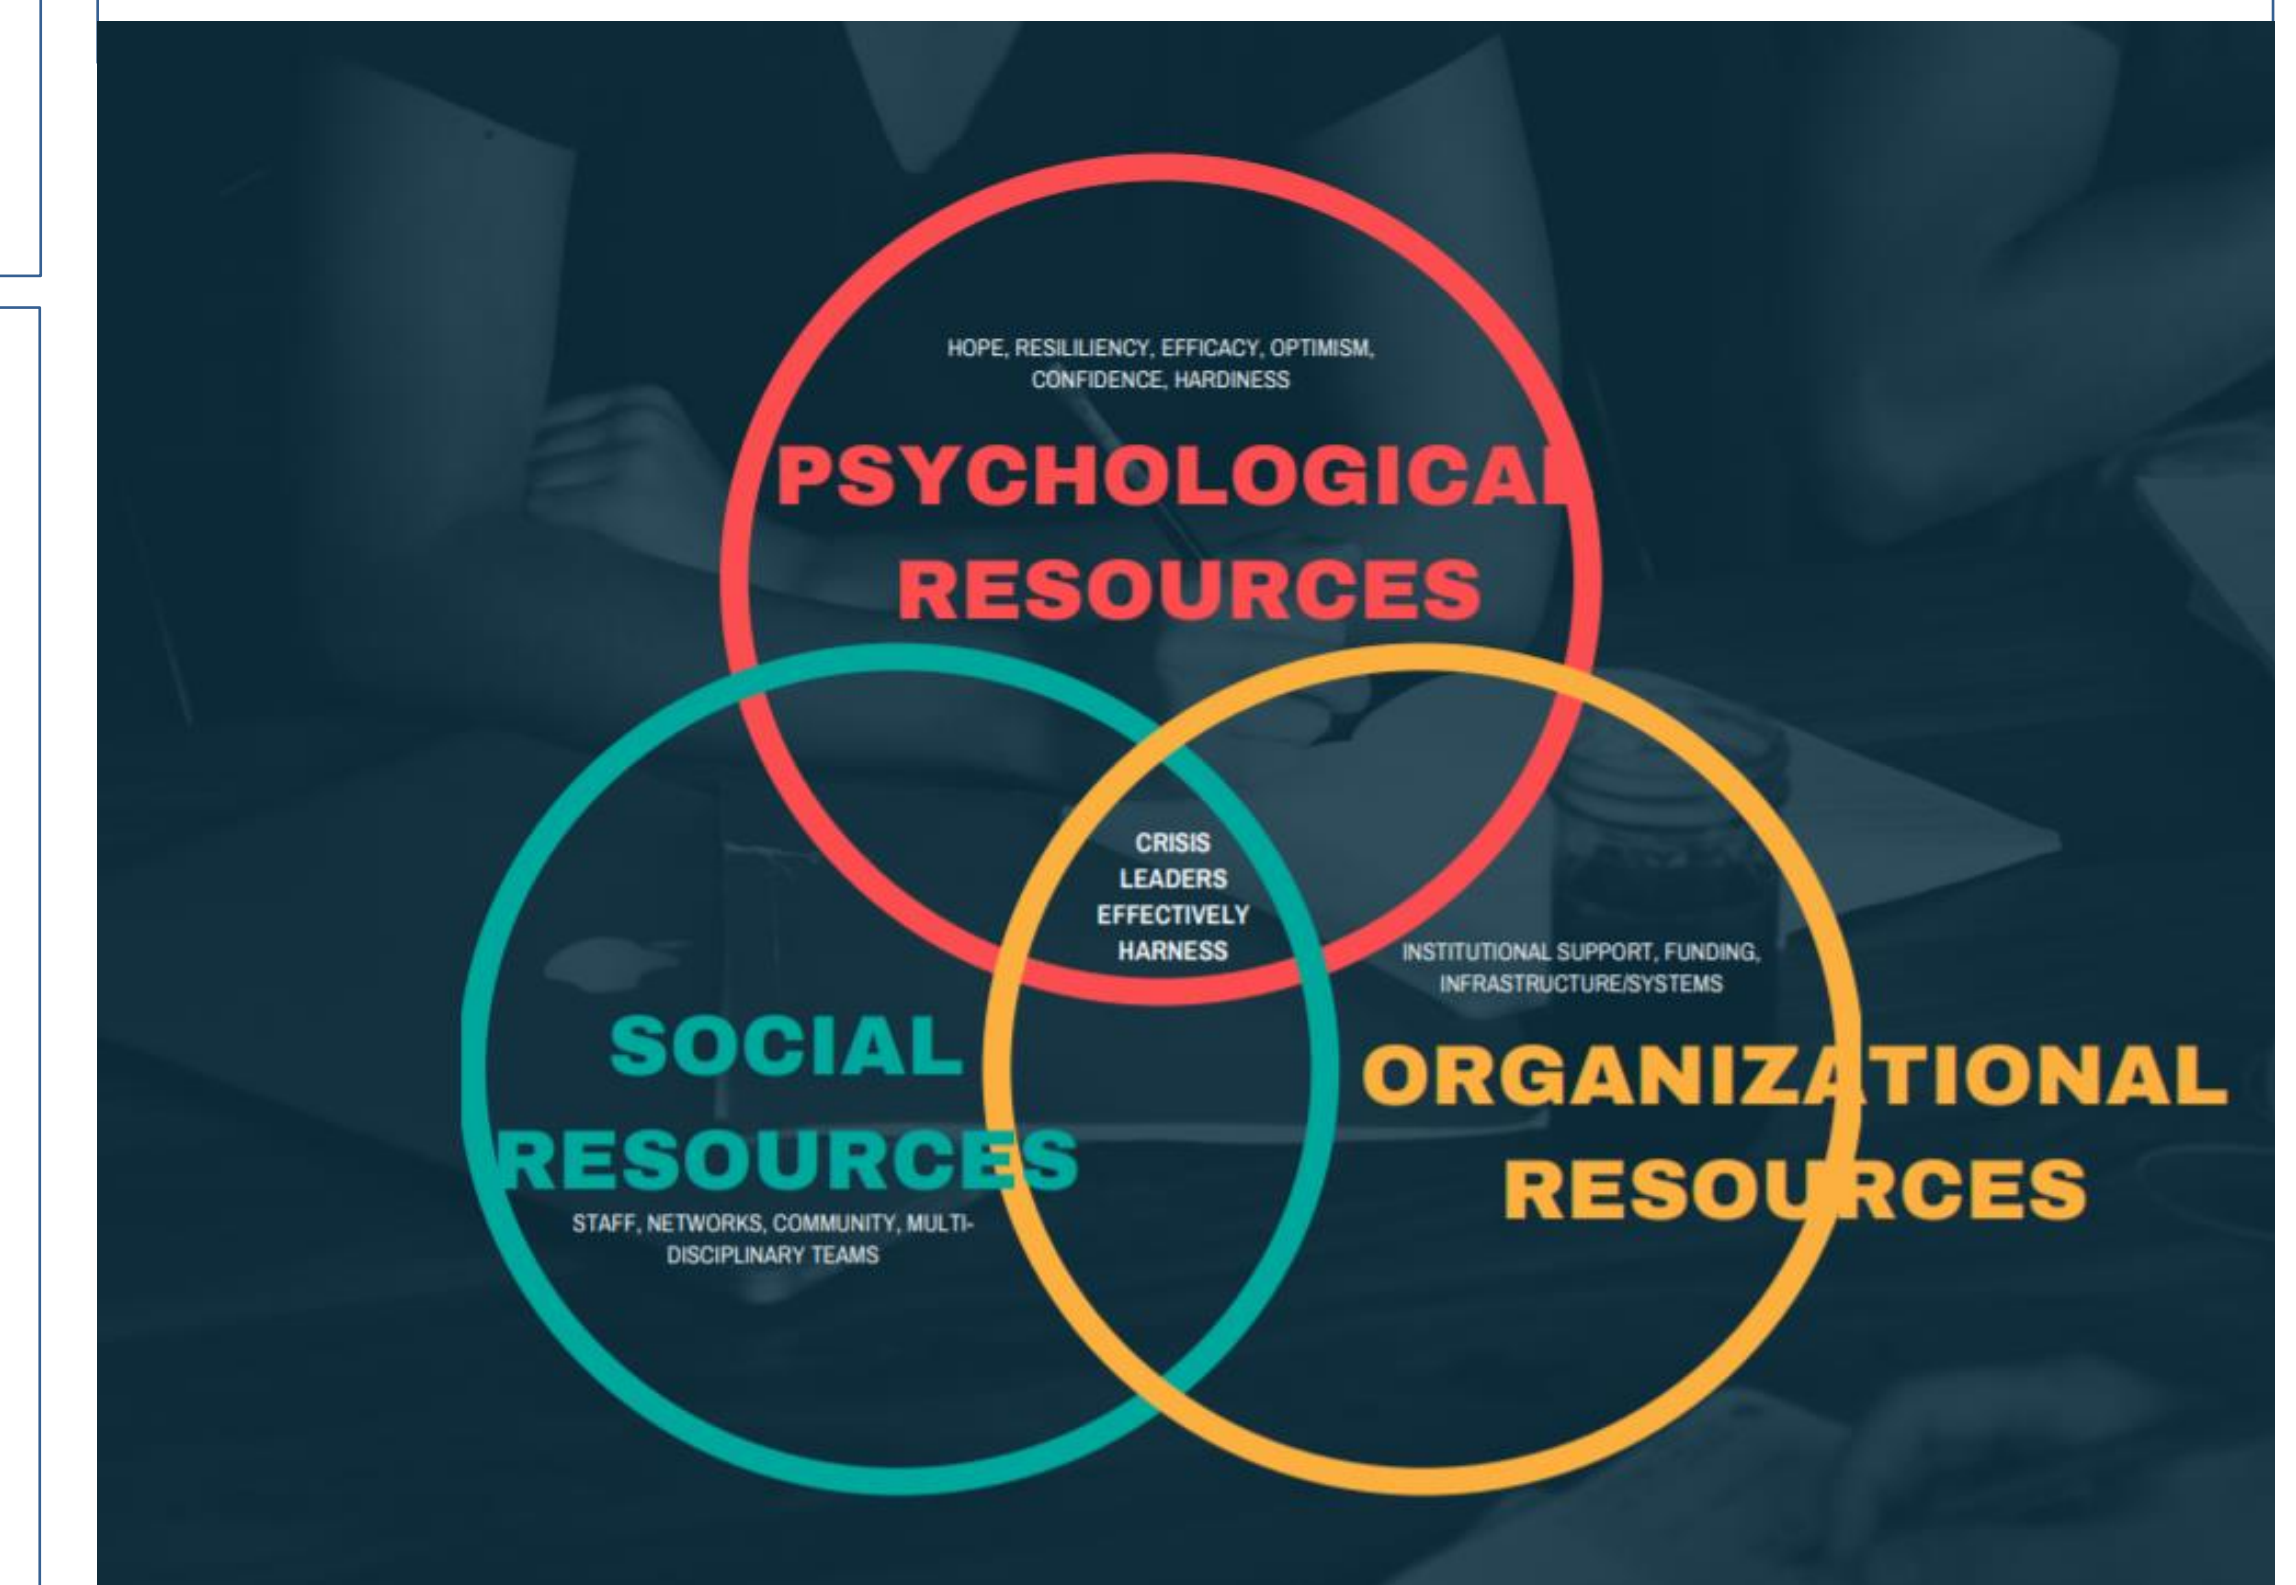 HOPE, RESILILIENCY, EFFICACY, OPTIMISM,
CONFIDENCE, HARDINESS
PSYCHOLOGICAL
RESOURCES
CRISIS
LEADERS
EFFECTIVELY
HARNESS
SOCIAL
RESOURCES
STAFF, NETWORKS, COMMUNITY, MULTI-
DISCIPLINARY TEAMS
INSTITUTIONAL SUPPORT, FUNDING,
INFRASTRUCTURE/SYSTEMS
ORGANIZATIONAL
RESOURCES